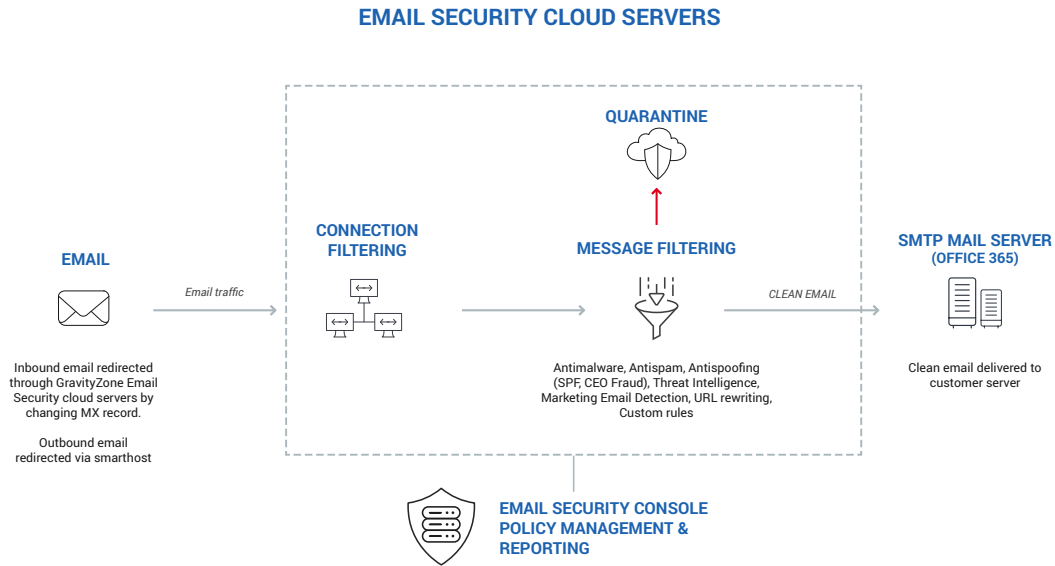 EMAIL SECURITY CLOUD SERVERS
QUARANTINE
CONNECTION
FILTERING
MESSAGE FILTERING
SMTP MAIL SERVER
(OFFICE 365)
EMAIL
Email traffic
CLEAN EMAIL
Inbound email redirected
through GravityZone Email
Security cloud servers by
changing MX record.
Outbound email
redirected via smarthost
Antimalware, Antispam, Antispoofing
(SPF, CEO Fraud), Threat Intelligence,
Marketing Email Detection, URL rewriting,
Custom rules
Clean email delivered to
customer server
EMAIL SECURITY CONSOLE
POLICY MANAGEMENT &
REPORTING